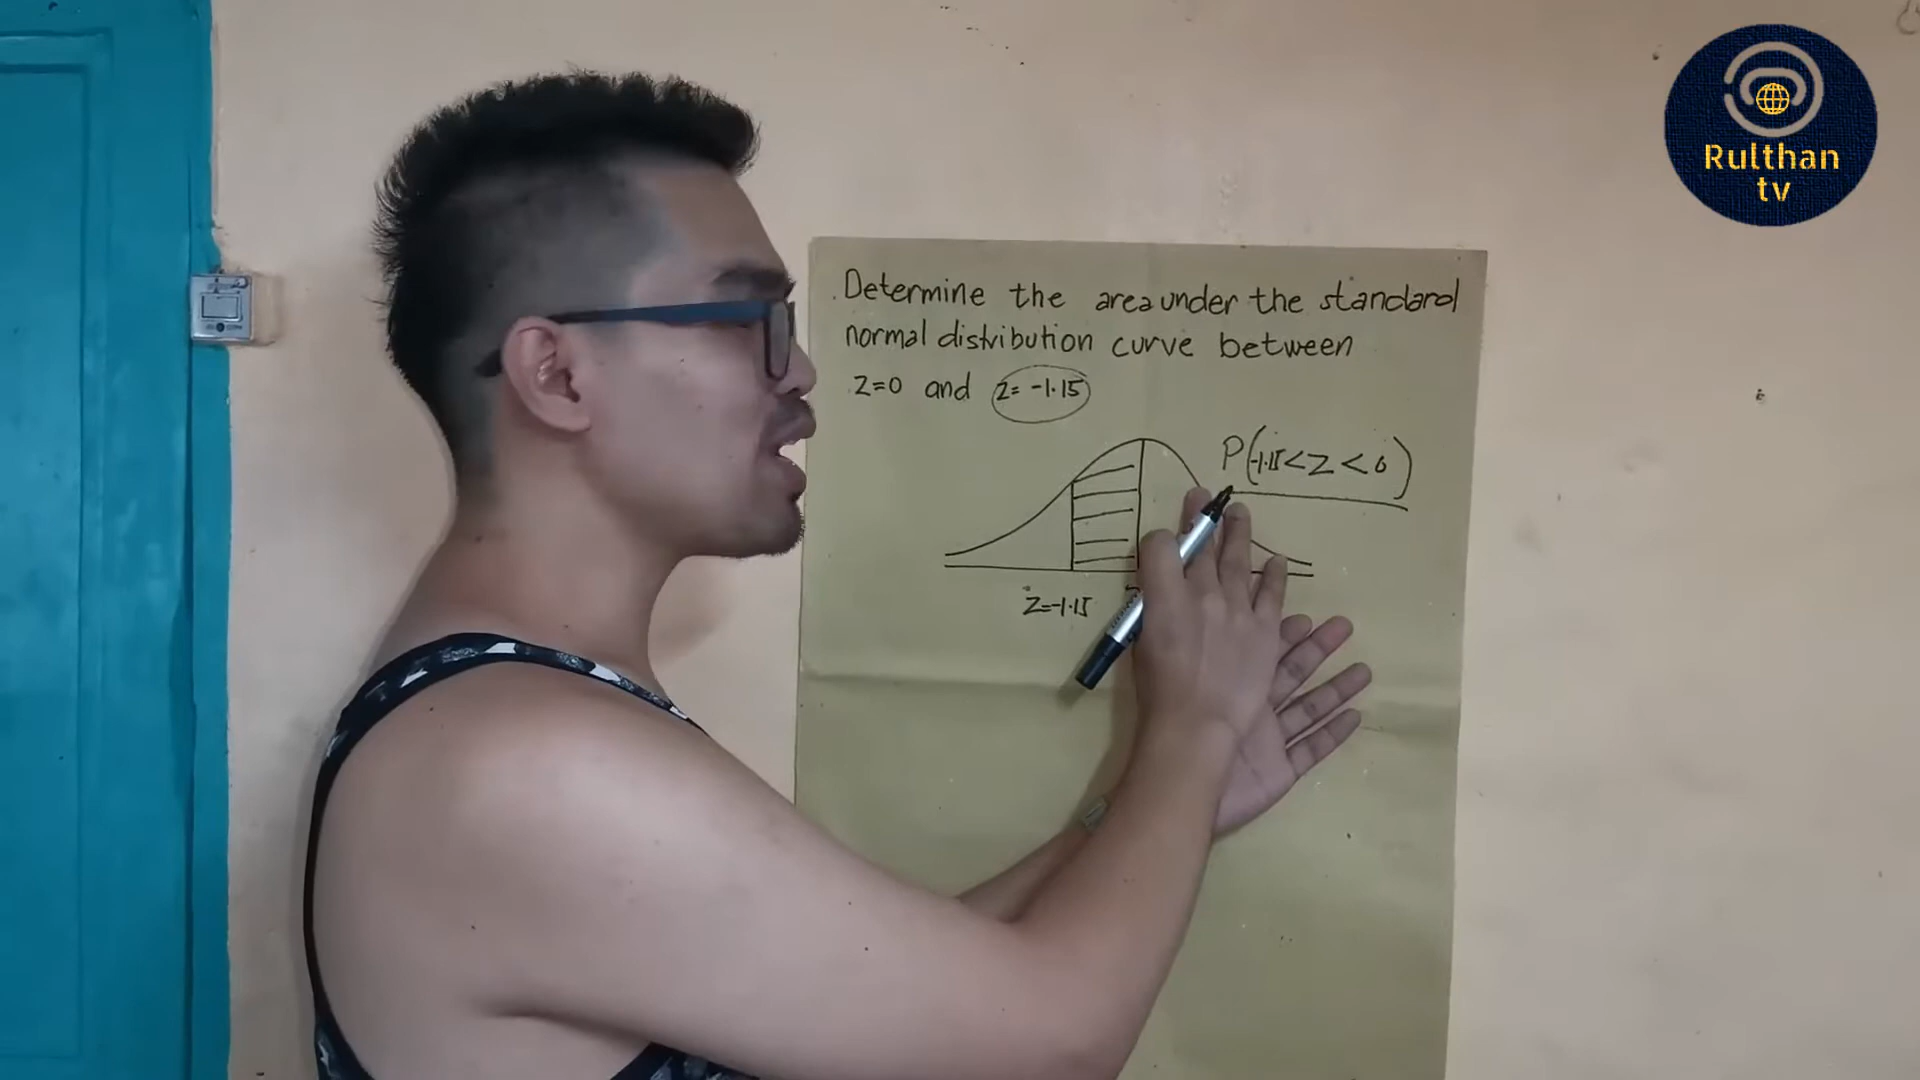 Rulthan
tv
Determine the area under the standard
normal distribution curve between
z=0 and z= -1.15
P(-1.15<Z<0)
Z=-1.15